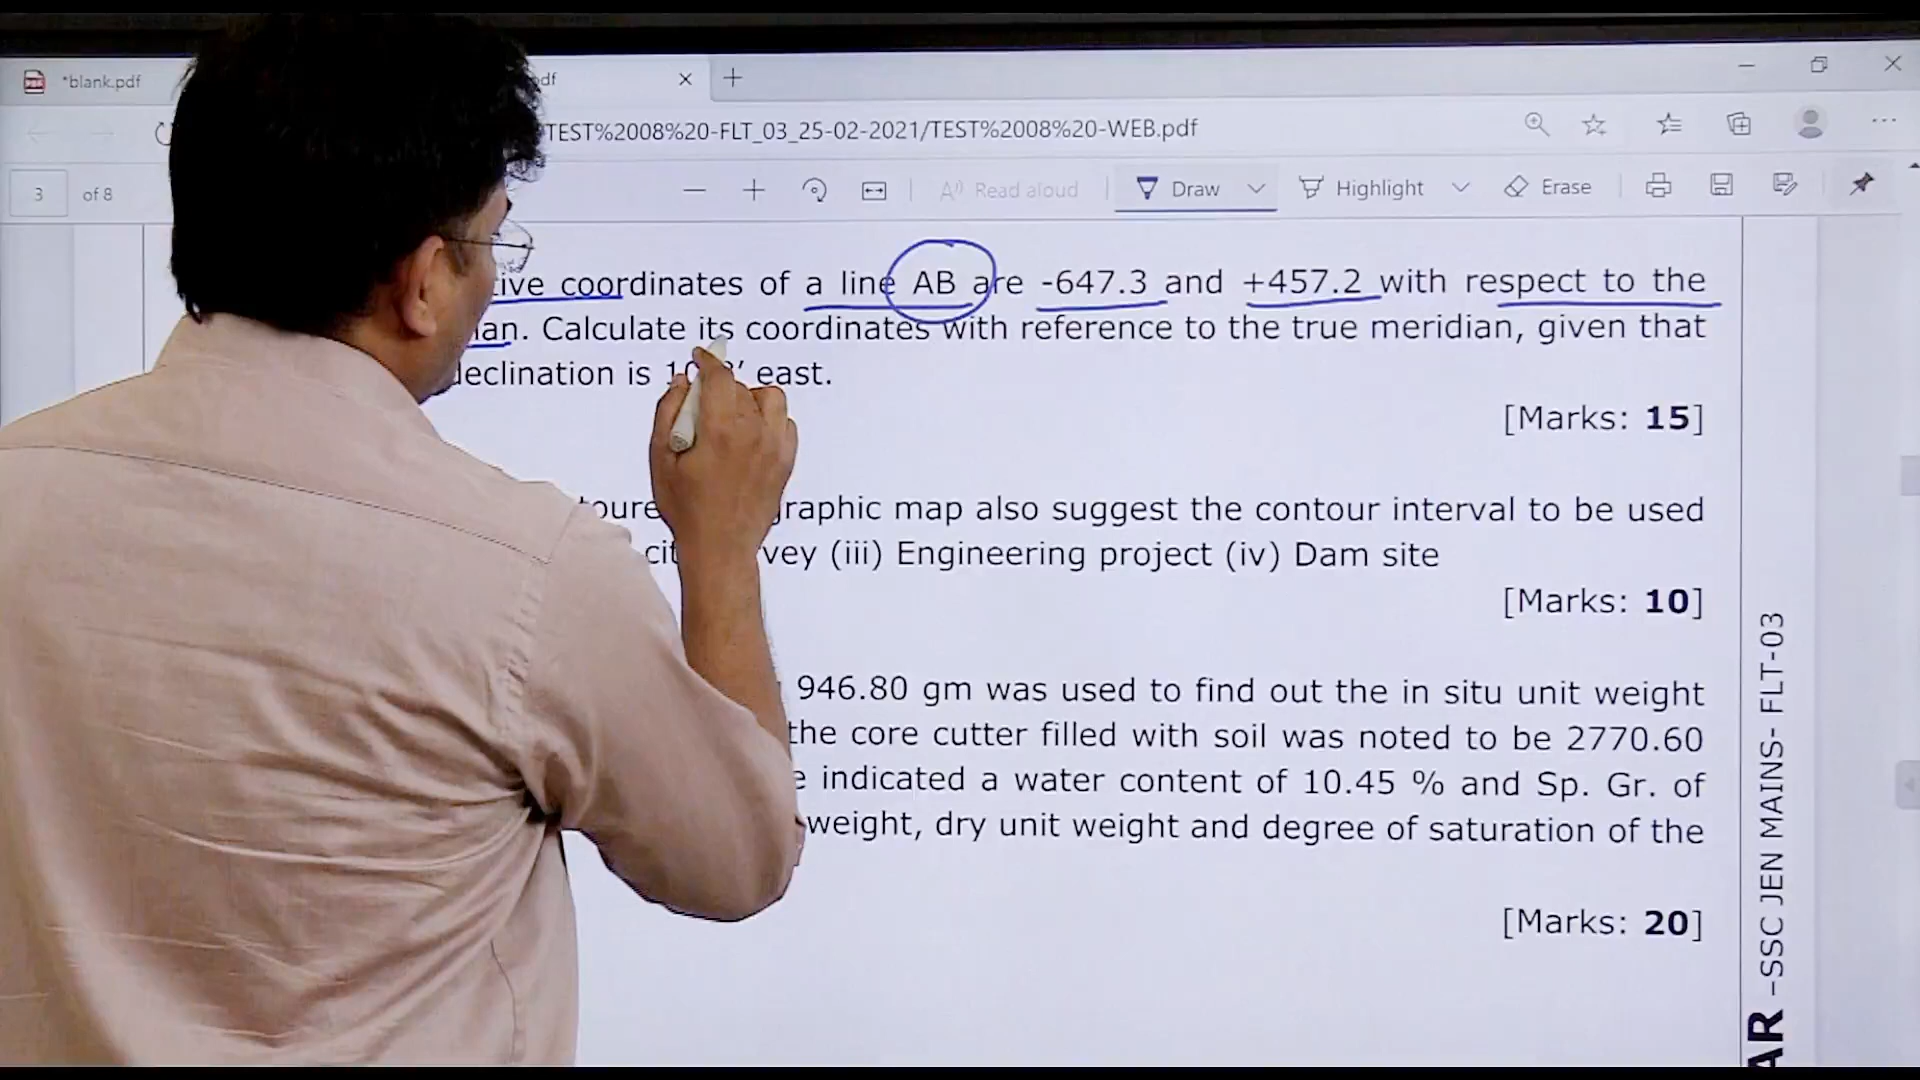 *blank.pdf
df
TEST%2008%20-FLT_03_25-02-2021/TEST%2008%20-WEB.pdf
3 of 8
Read aloud
Draw
Highlight
Erase
tive coordinates of a line AB are -647.3 and +457.2 with respect to the
ian. Calculate its coordinates with reference to the true meridian, given that
declination is east.
[Marks: 15]
graphic map also suggest the contour interval to be used
vey (iii) Engineering project (iv) Dam site
[Marks: 10]
946.80 gm was used to find out the in situ unit weight
the core cutter filled with soil was noted to be 2770.60
e indicated a water content of 10.45 % and Sp. Gr. of
weight, dry unit weight and degree of saturation of the
[Marks: 20]
AR –SSC JEN MAINS- FLT-03